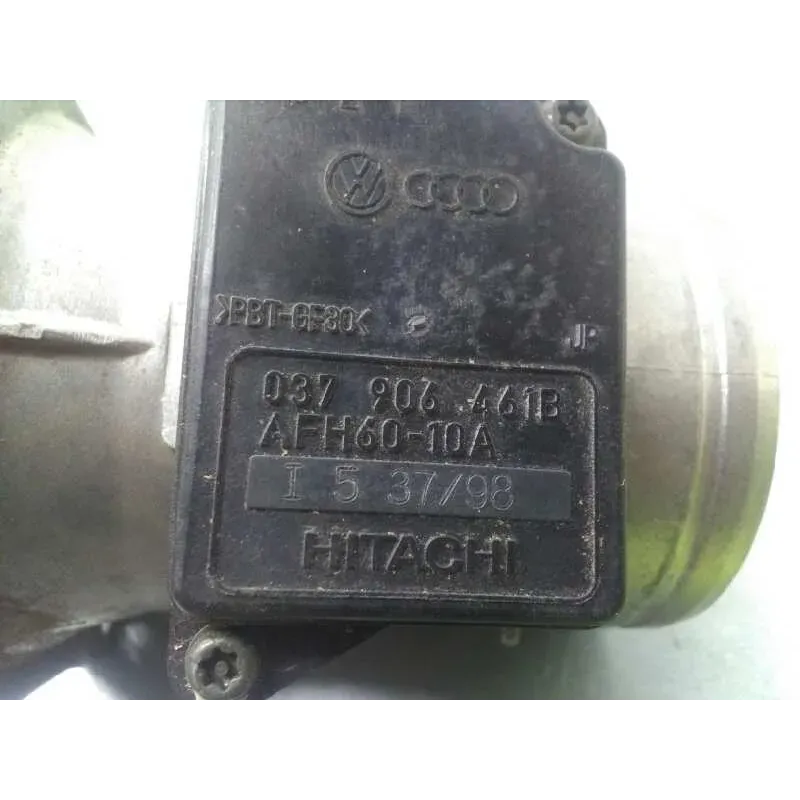 >PBT-GF30<
JP
037 906 461B
AFH60-10A
I 5 37/98
HITACHI